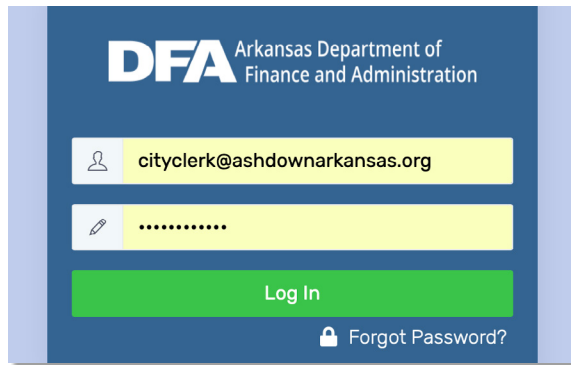 DFA Arkansas Department of
Finance and Administration
cityclerk@ashdownarkansas.org
••••••••••••
Log In
Forgot Password?